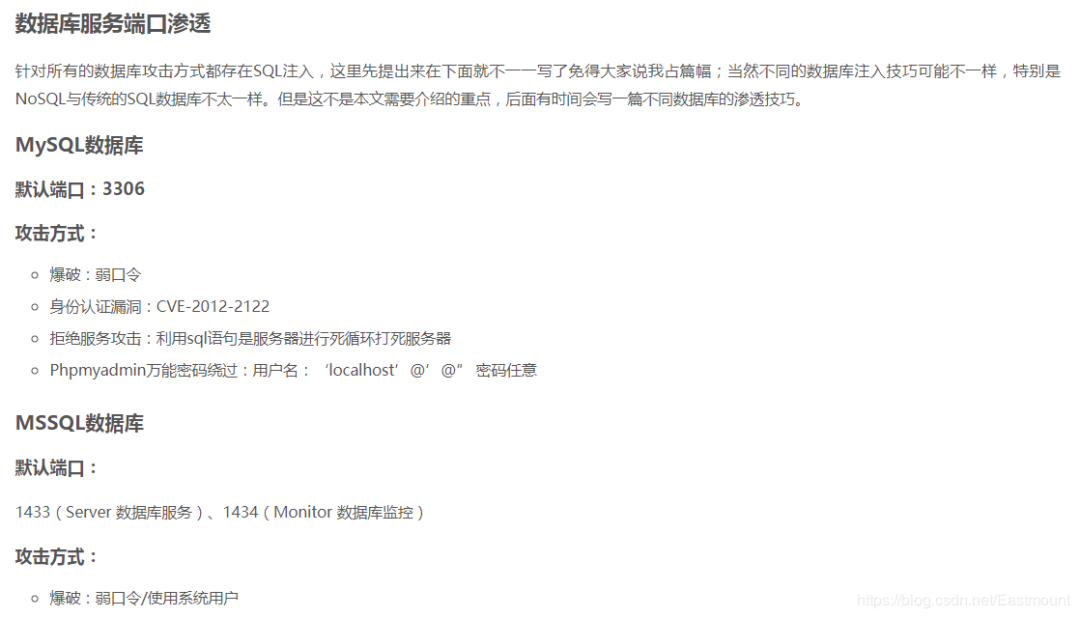 数据库服务端口渗透
针对所有的数据库攻击方式都存在SQL注入，这里先提出来在下面就不一一写了免得大家说我占篇幅；当然不同的数据库注入技巧可能不一样，特别是
NoSQL与传统的SQL数据库不太一样。但是这不是本文需要介绍的重点，后面有时间会写一篇不同数据库的渗透技巧。
MySQL数据库
默认端口：3306
攻击方式：
爆破：弱口令
身份认证漏洞：CVE-2012-2122
拒绝服务攻击：利用sql语句是服务器进行死循环打死服务器
Phpmyadmin万能密码绕过：用户名：‘localhost’@’@” 密码任意
MSSQL数据库
默认端口：
1433（Server 数据库服务）、1434（Monitor 数据库监控）
攻击方式：
爆破：弱口令/使用系统用户
https://blog.csdn.net/Eastmount